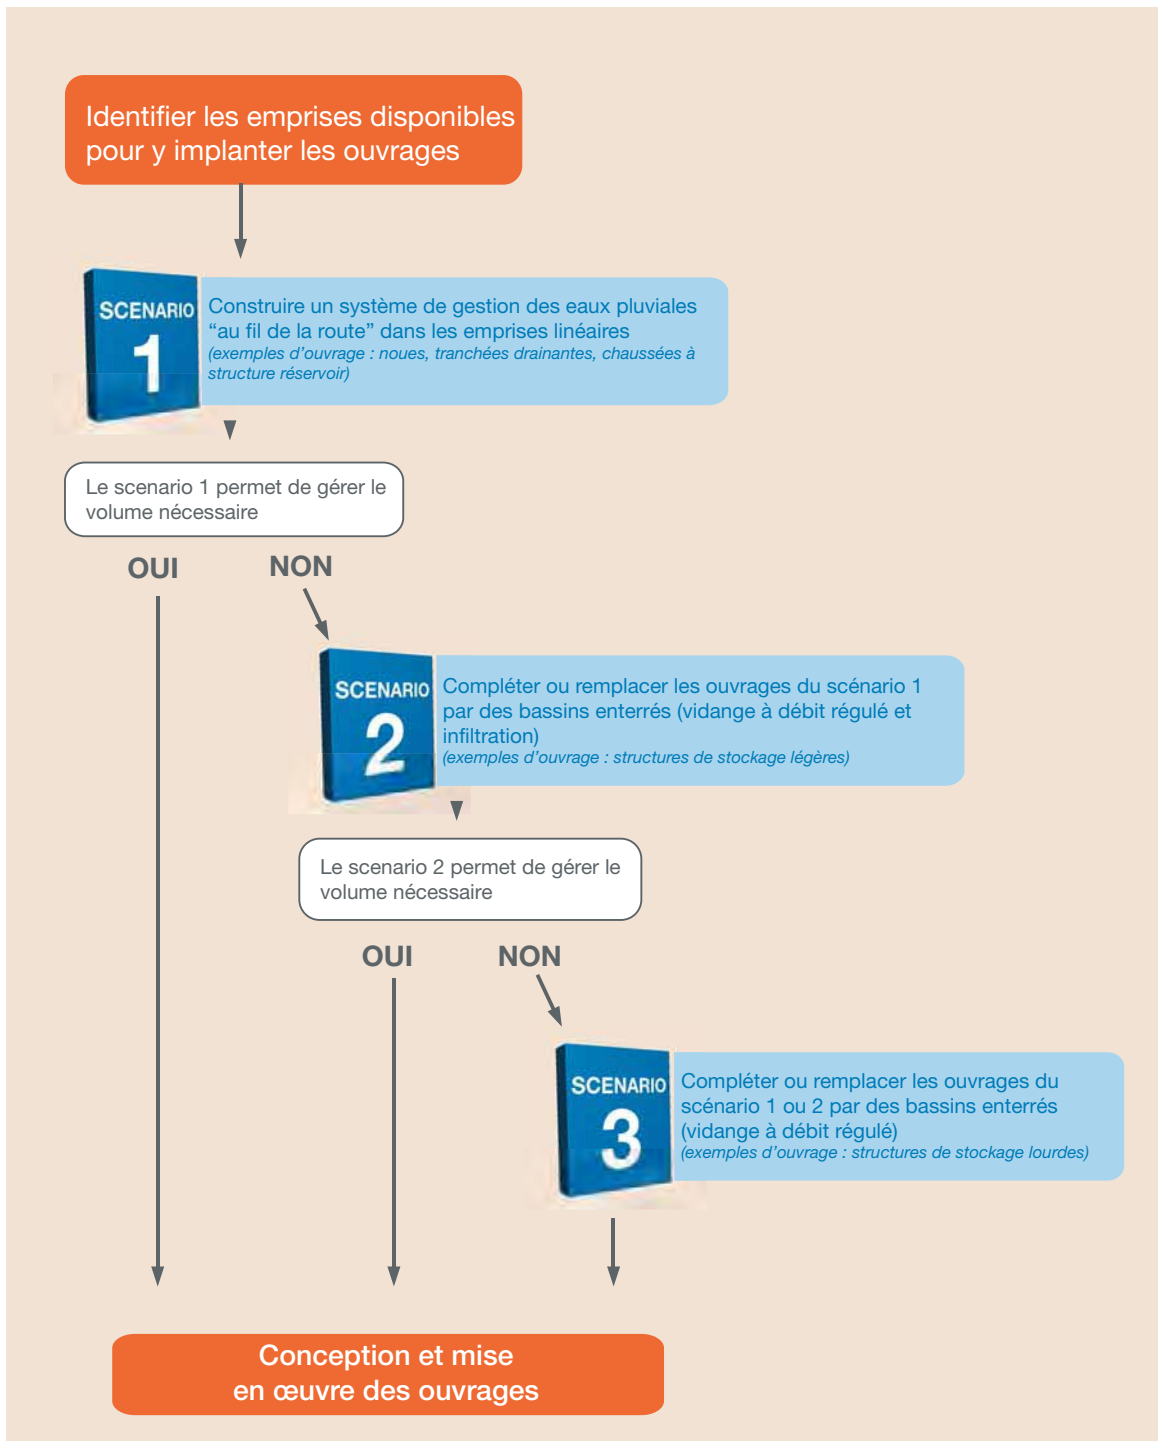 Identifier les emprises disponibles
pour y implanter les ouvrages
SCENARIO
1
Construire un système de gestion des eaux pluviales
“au fil de la route” dans les emprises linéaires
(exemples d’ouvrage : noues, tranchées drainantes, chaussées à
structure réservoir)
Le scenario 1 permet de gérer le
volume nécessaire
OUI
NON
SCENARIO
2
Compléter ou remplacer les ouvrages du scénario 1
par des bassins enterrés (vidange à débit régulé et
infiltration)
(exemples d’ouvrage : structures de stockage légères)
Le scenario 2 permet de gérer le
volume nécessaire
OUI
NON
SCENARIO
3
Compléter ou remplacer les ouvrages du
scénario 1 ou 2 par des bassins enterrés
(vidange à débit régulé)
(exemples d’ouvrage : structures de stockage lourdes)
Conception et mise
en œuvre des ouvrages